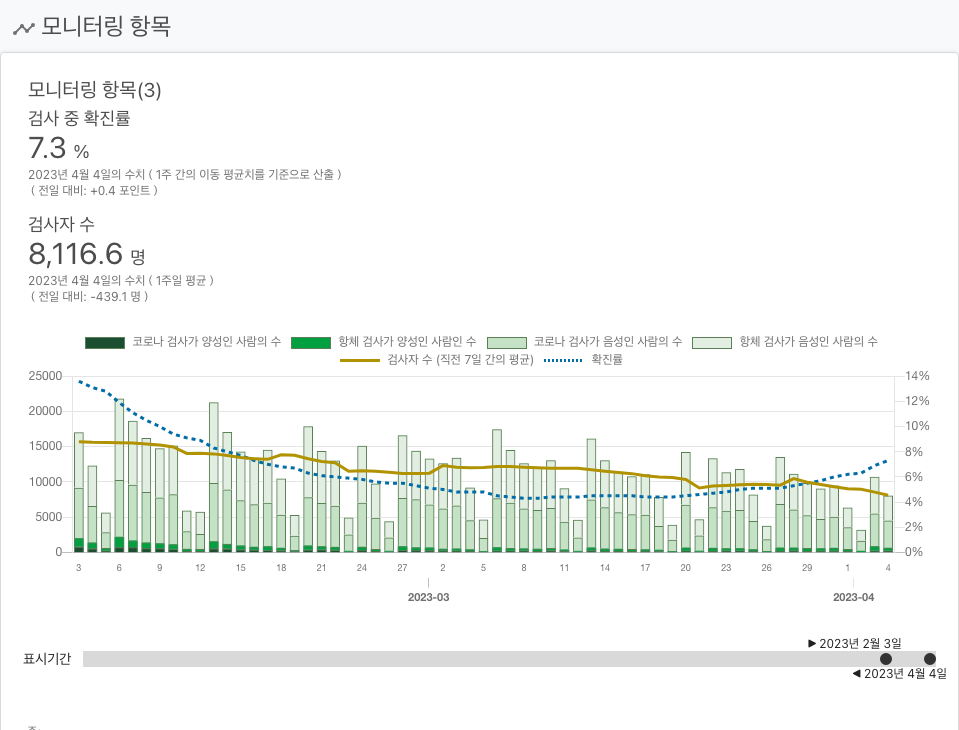 모니터링 항목
모니터링 항목(3)
검사 중 확진률
7.3 %
2023년 4월 4일의 수치 ( 1주 간의 이동 평균치를 기준으로 산출 )
( 전일 대비: +0.4 포인트 )
검사자 수
8,116.6 명
2023년 4월 4일의 수치 ( 1주일 평균 )
( 전일 대비: -439.1 명 )
코로나 검사가 양성인 사람의 수 항체 검사가 양성인 사람인 수 코로나 검사가 음성인 사람의 수 항체 검사가 음성인 사람의 수
검사자 수 (직전 7일 간의 평균) 확진률
25000 14%
20000 12%
15000 10%
10000 8%
5000 6%
0 4%
2%
0%
3 6 9 12 15 18 21 24 27 2 5 8 11 14 17 20 23 26 29 1 4
2023-03 2023-04
▶ 2023년 2월 3일
표시기간
◀ 2023년 4월 4일